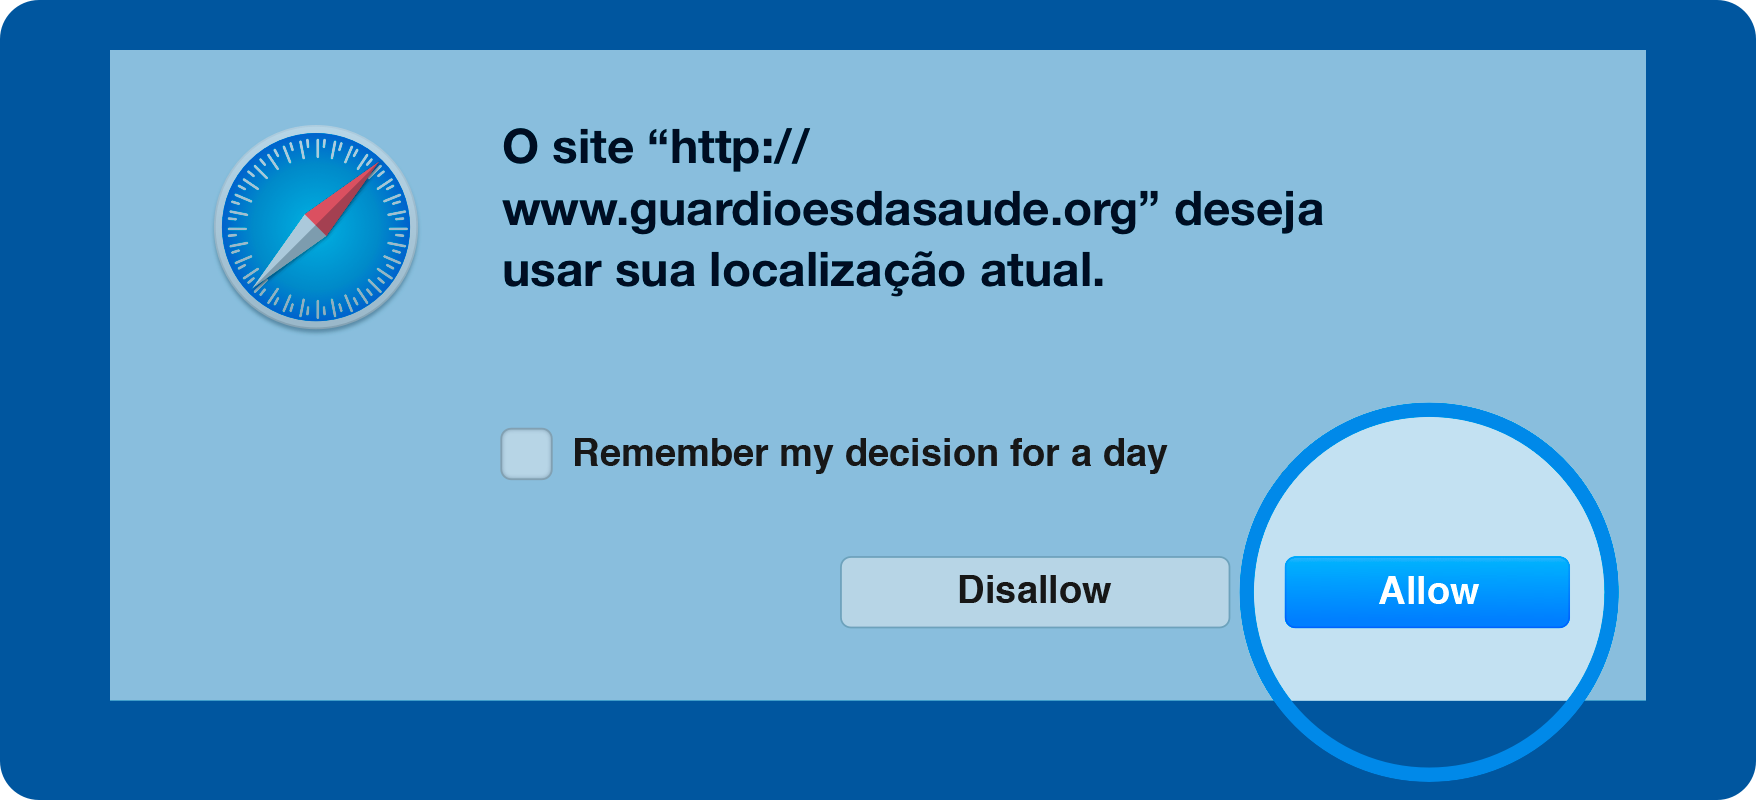 O site “http://
www.guardioesdasaude.org” deseja
usar sua localização atual.
Remember my decision for a day
Disallow
Allow